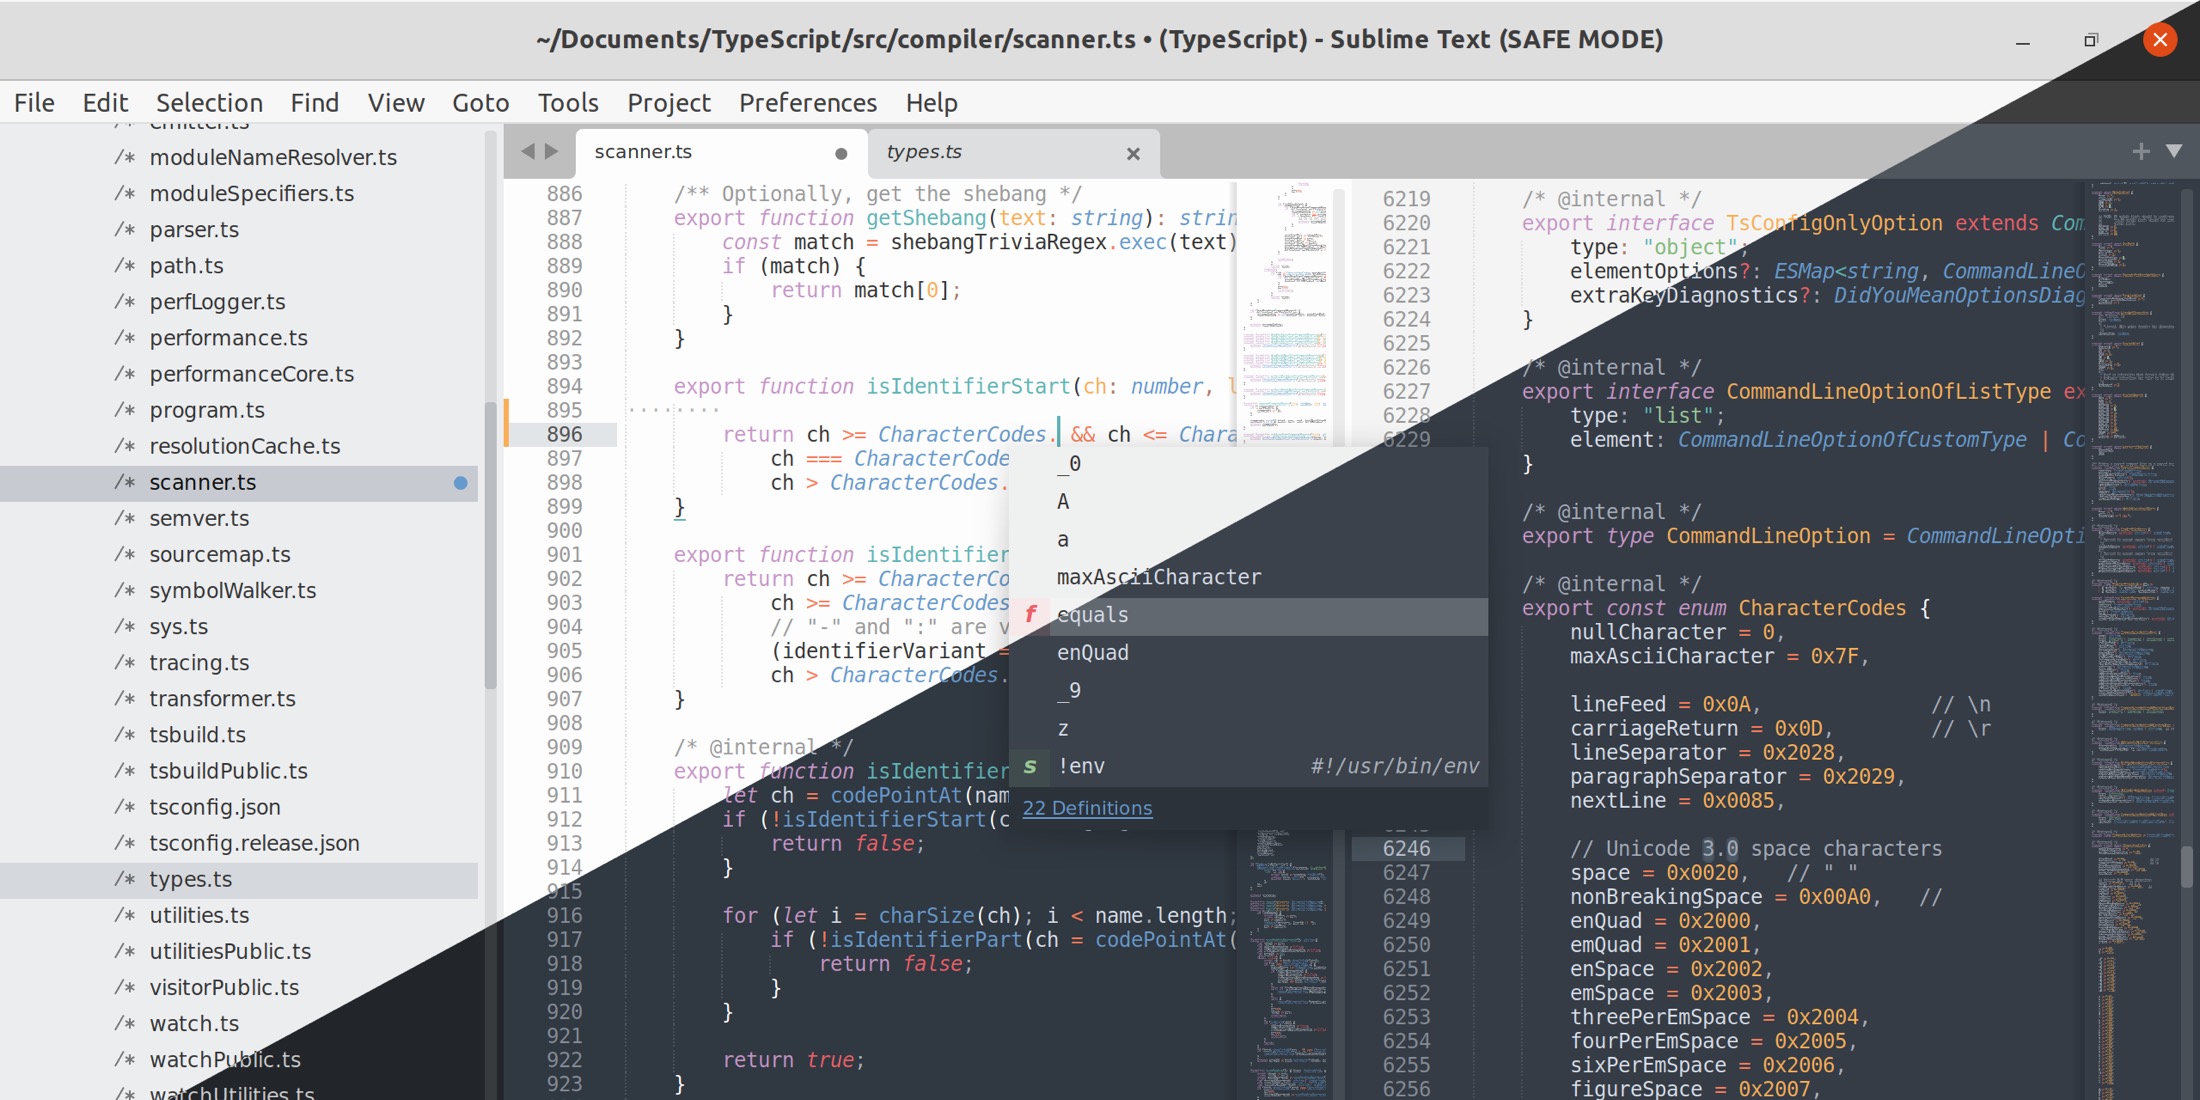 ~/Documents/TypeScript/src/compiler/scanner.ts • (TypeScript) - Sublime Text (SAFE MODE)
File Edit Selection Find View Goto Tools Project Preferences Help
emitter.ts
/* moduleNameResolver.ts
/* moduleSpecifiers.ts
/* parser.ts
/* path.ts
/* perfLogger.ts
/* performance.ts
/* performanceCore.ts
/* program.ts
/* resolutionCache.ts
/* scanner.ts
/* semver.ts
/* sourcemap.ts
/* symbolWalker.ts
/* sys.ts
/* tracing.ts
/* transformer.ts
/* tsbuild.ts
/* tsbuildPublic.ts
/* tsconfig.json
/* tsconfig.release.json
/* types.ts
/* utilities.ts
/* utilitiesPublic.ts
/* visitorPublic.ts
/* watch.ts
/* watchPublic.ts
/* watchUtilities.ts
scanner.ts
types.ts
886 /** Optionally, get the shebang */
887 export function getShebang(text: string): strin
888 const match = shebangTriviaRegex.exec(text)
889 if (match) {
890 return match[0];
891 }
892 }
893
894 export function isIdentifierStart(ch: number, l
895 ········
896 return ch >= CharacterCodes. && ch <= Chara
897 ch === CharacterCode
898 ch > CharacterCodes.
899 }
900
901 export function isIdentifier
902 return ch >= CharacterCo
903 ch >= CharacterCodes
904 // "-" and ":" are v
905 (identifierVariant =
906 ch > CharacterCodes.
907 }
908
909 /* @internal */
910 export function isIdentifier
911 let ch = codePointAt(nam
912 if (!isIdentifierStart(c
913 return false;
914 }
915
916 for (let i = charSize(ch); i < name.length;
917 if (!isIdentifierPart(ch = codePointAt(
918 return false;
919 }
920 }
921
922 return true;
923 }
_0
A
a
maxAsciiCharacter
f equals
enQuad
_9
z
s !env #!/usr/bin/env
22 Definitions
6219 /* @internal */
6220 export interface TsConfigOnlyOption extends Com
6221 type: "object";
6222 elementOptions?: ESMap<string, CommandLineO
6223 extraKeyDiagnostics?: DidYouMeanOptionsDiag
6224 }
6225
6226 /* @internal */
6227 export interface CommandLineOptionOfListType ex
6228 type: "list";
6229 element: CommandLineOptionOfCustomType | Co
}
/* @internal */
export type CommandLineOption = CommandLineOpti
/* @internal */
export const enum CharacterCodes {
nullCharacter = 0,
maxAsciiCharacter = 0x7F,
lineFeed = 0x0A, // \n
carriageReturn = 0x0D, // \r
lineSeparator = 0x2028,
paragraphSeparator = 0x2029,
nextLine = 0x0085,
6246 // Unicode 3.0 space characters
6247 space = 0x0020, // " "
6248 nonBreakingSpace = 0x00A0, //
6249 enQuad = 0x2000,
6250 emQuad = 0x2001,
6251 enSpace = 0x2002,
6252 emSpace = 0x2003,
6253 threePerEmSpace = 0x2004,
6254 fourPerEmSpace = 0x2005,
6255 sixPerEmSpace = 0x2006,
6256 figureSpace = 0x2007,